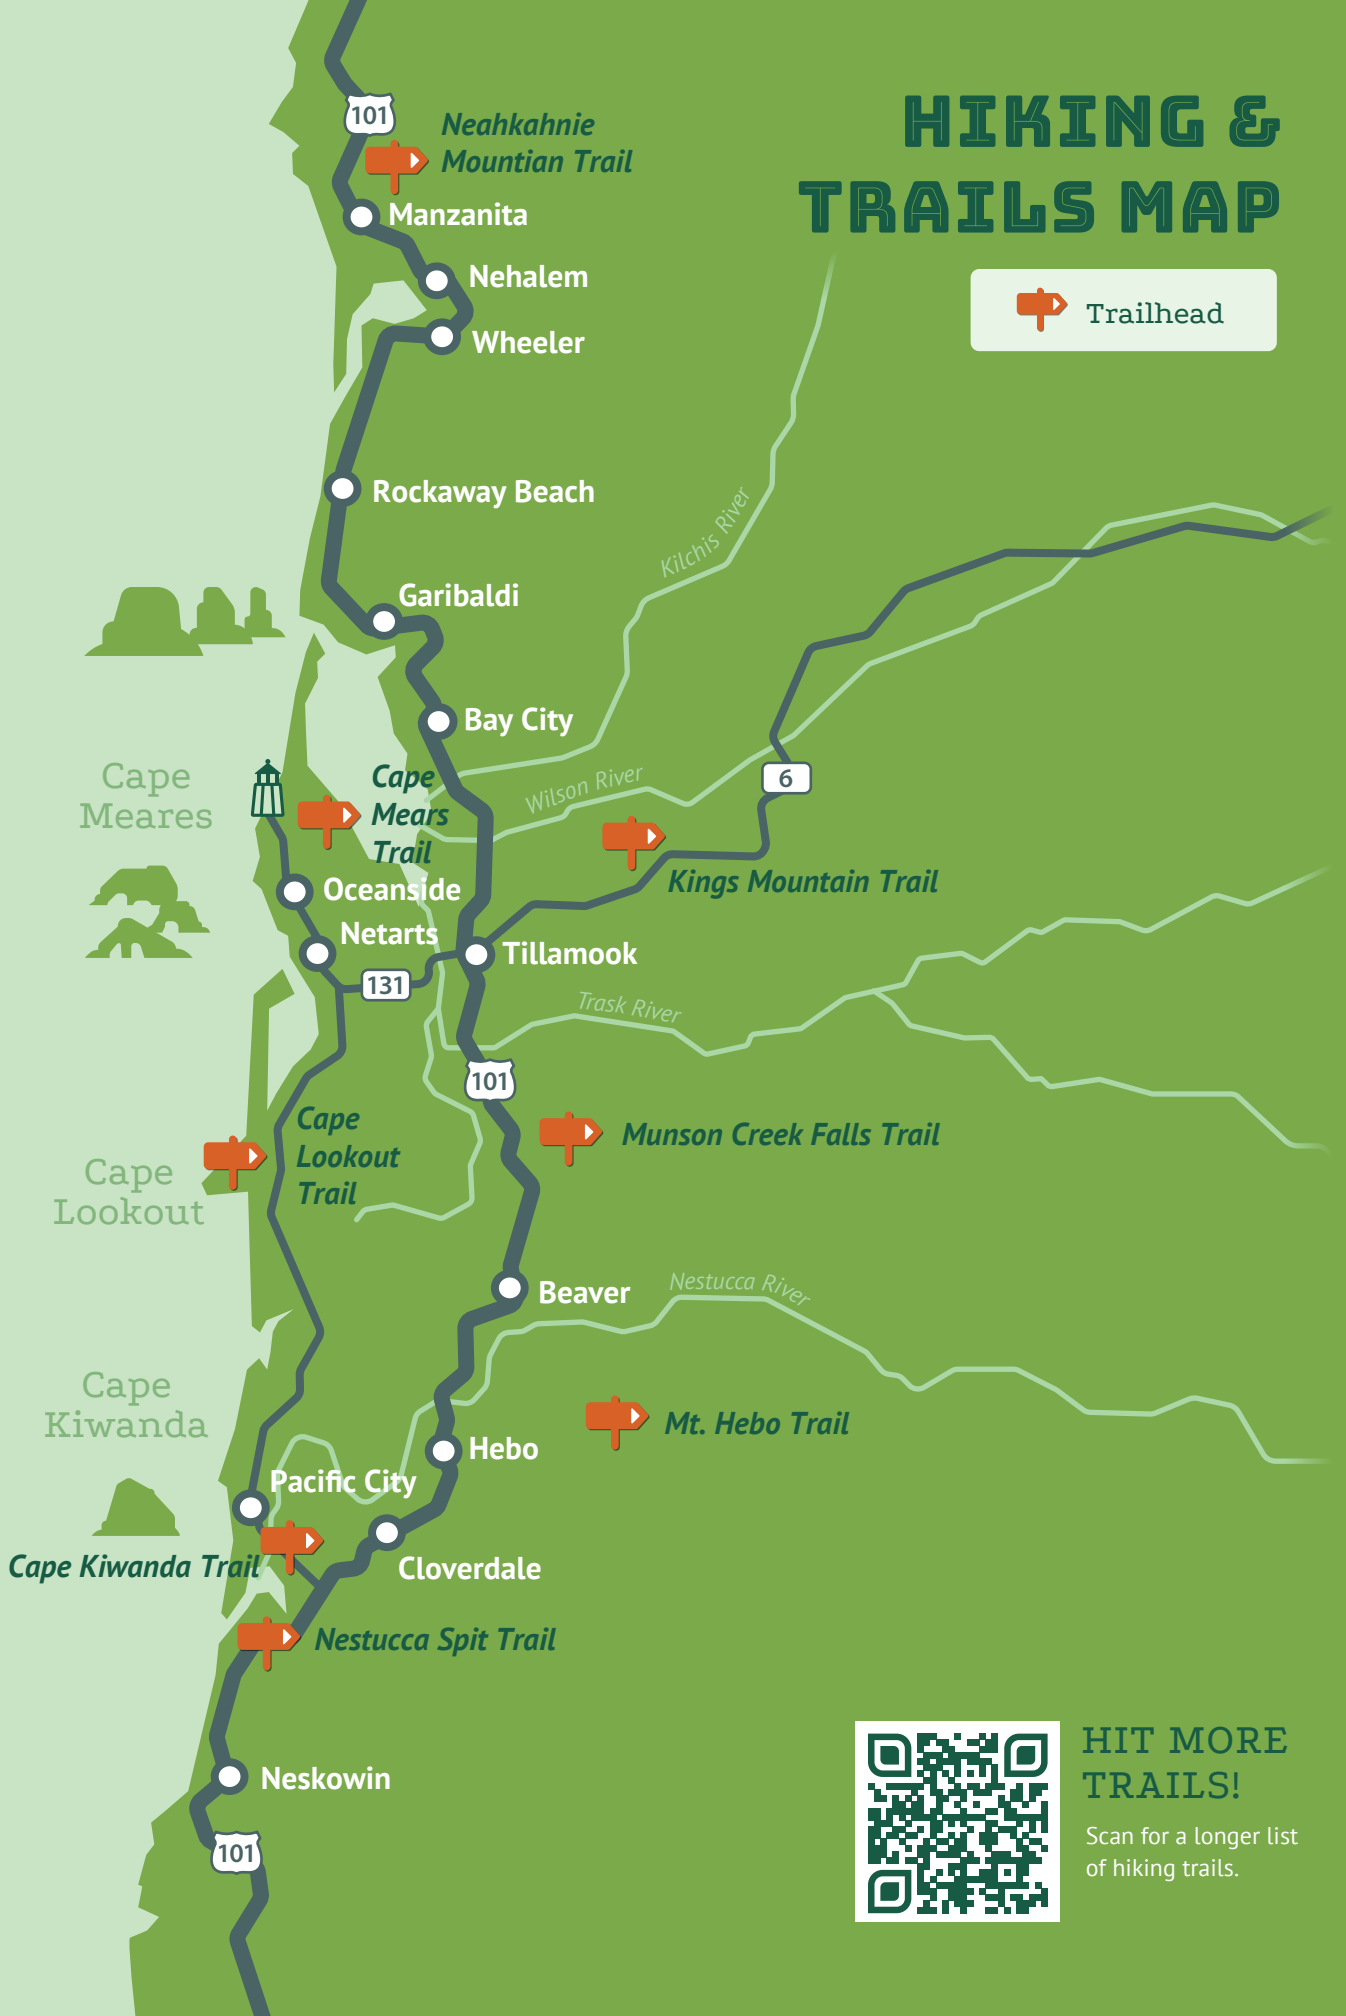 HIKING &
TRAILS MAP
Trailhead
101
Neahkahnie
Mountian Trail
Manzanita
Nehalem
Wheeler
Rockaway Beach
Kilchis River
Garibaldi
Bay City
Cape
Meares
Cape
Mears
Trail
Wilson River
6
Kings Mountain Trail
Oceanside
Netarts
Tillamook
131
Trask River
101
Cape
Lookout
Trail
Munson Creek Falls Trail
Cape
Lookout
Beaver
Nestucca River
Cape
Kiwanda
Mt. Hebo Trail
Hebo
Pacific City
Cape Kiwanda Trail
Cloverdale
Nestucca Spit Trail
Neskowin
101
HIT MORE
TRAILS!
Scan for a longer list
of hiking trails.